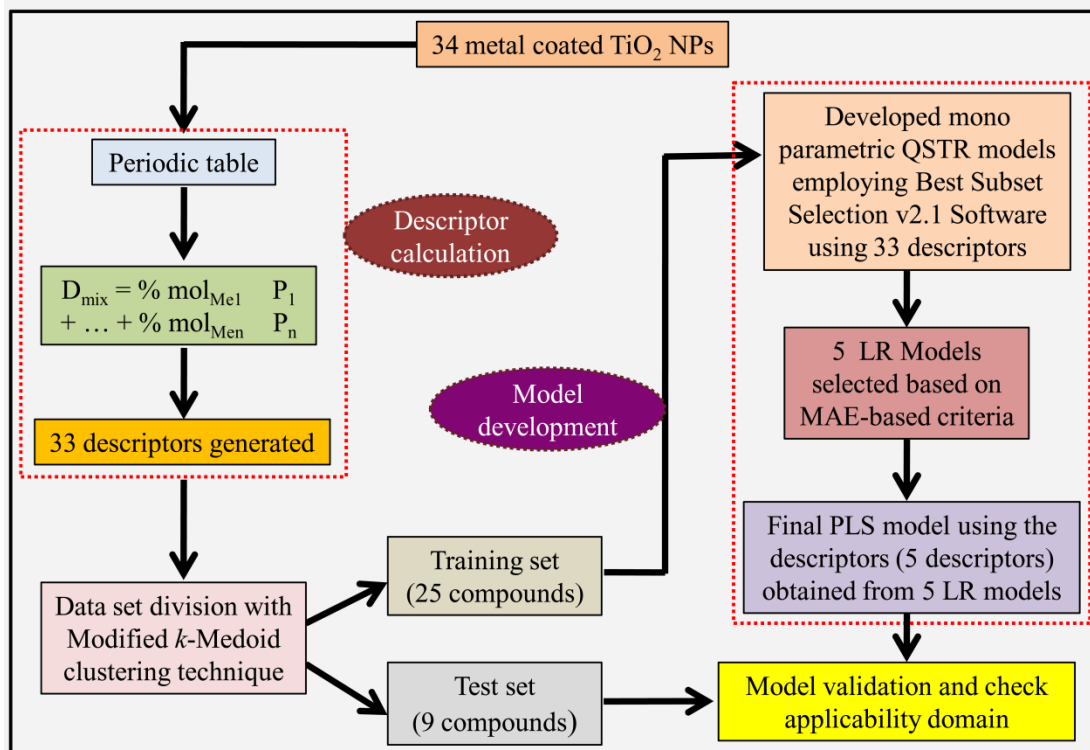 34 metal coated TiO₂ NPs
Periodic table
D_mix = % mol_Me1 P₁
+ … + % mol_Men Pₙ
33 descriptors generated
Descriptor
calculation
Data set division with
Modified k-Medoid
clustering technique
Training set
(25 compounds)
Test set
(9 compounds)
Model
development
Developed mono
parametric QSTR models
employing Best Subset
Selection v2.1 Software
using 33 descriptors
5 LR Models
selected based on
MAE-based criteria
Final PLS model using the
descriptors (5 descriptors)
obtained from 5 LR models
Model validation and check
applicability domain